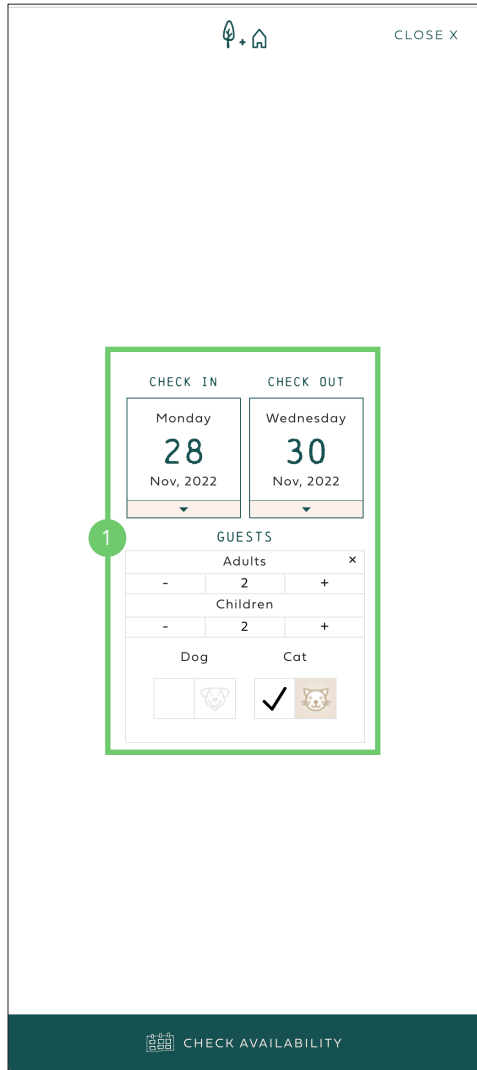 CLOSE X
CHECK IN CHECK OUT
Monday Wednesday
28 30
Nov, 2022 Nov, 2022
1
GUESTS
Adults ×
- 2 +
Children
- 2 +
Dog Cat
CHECK AVAILABILITY